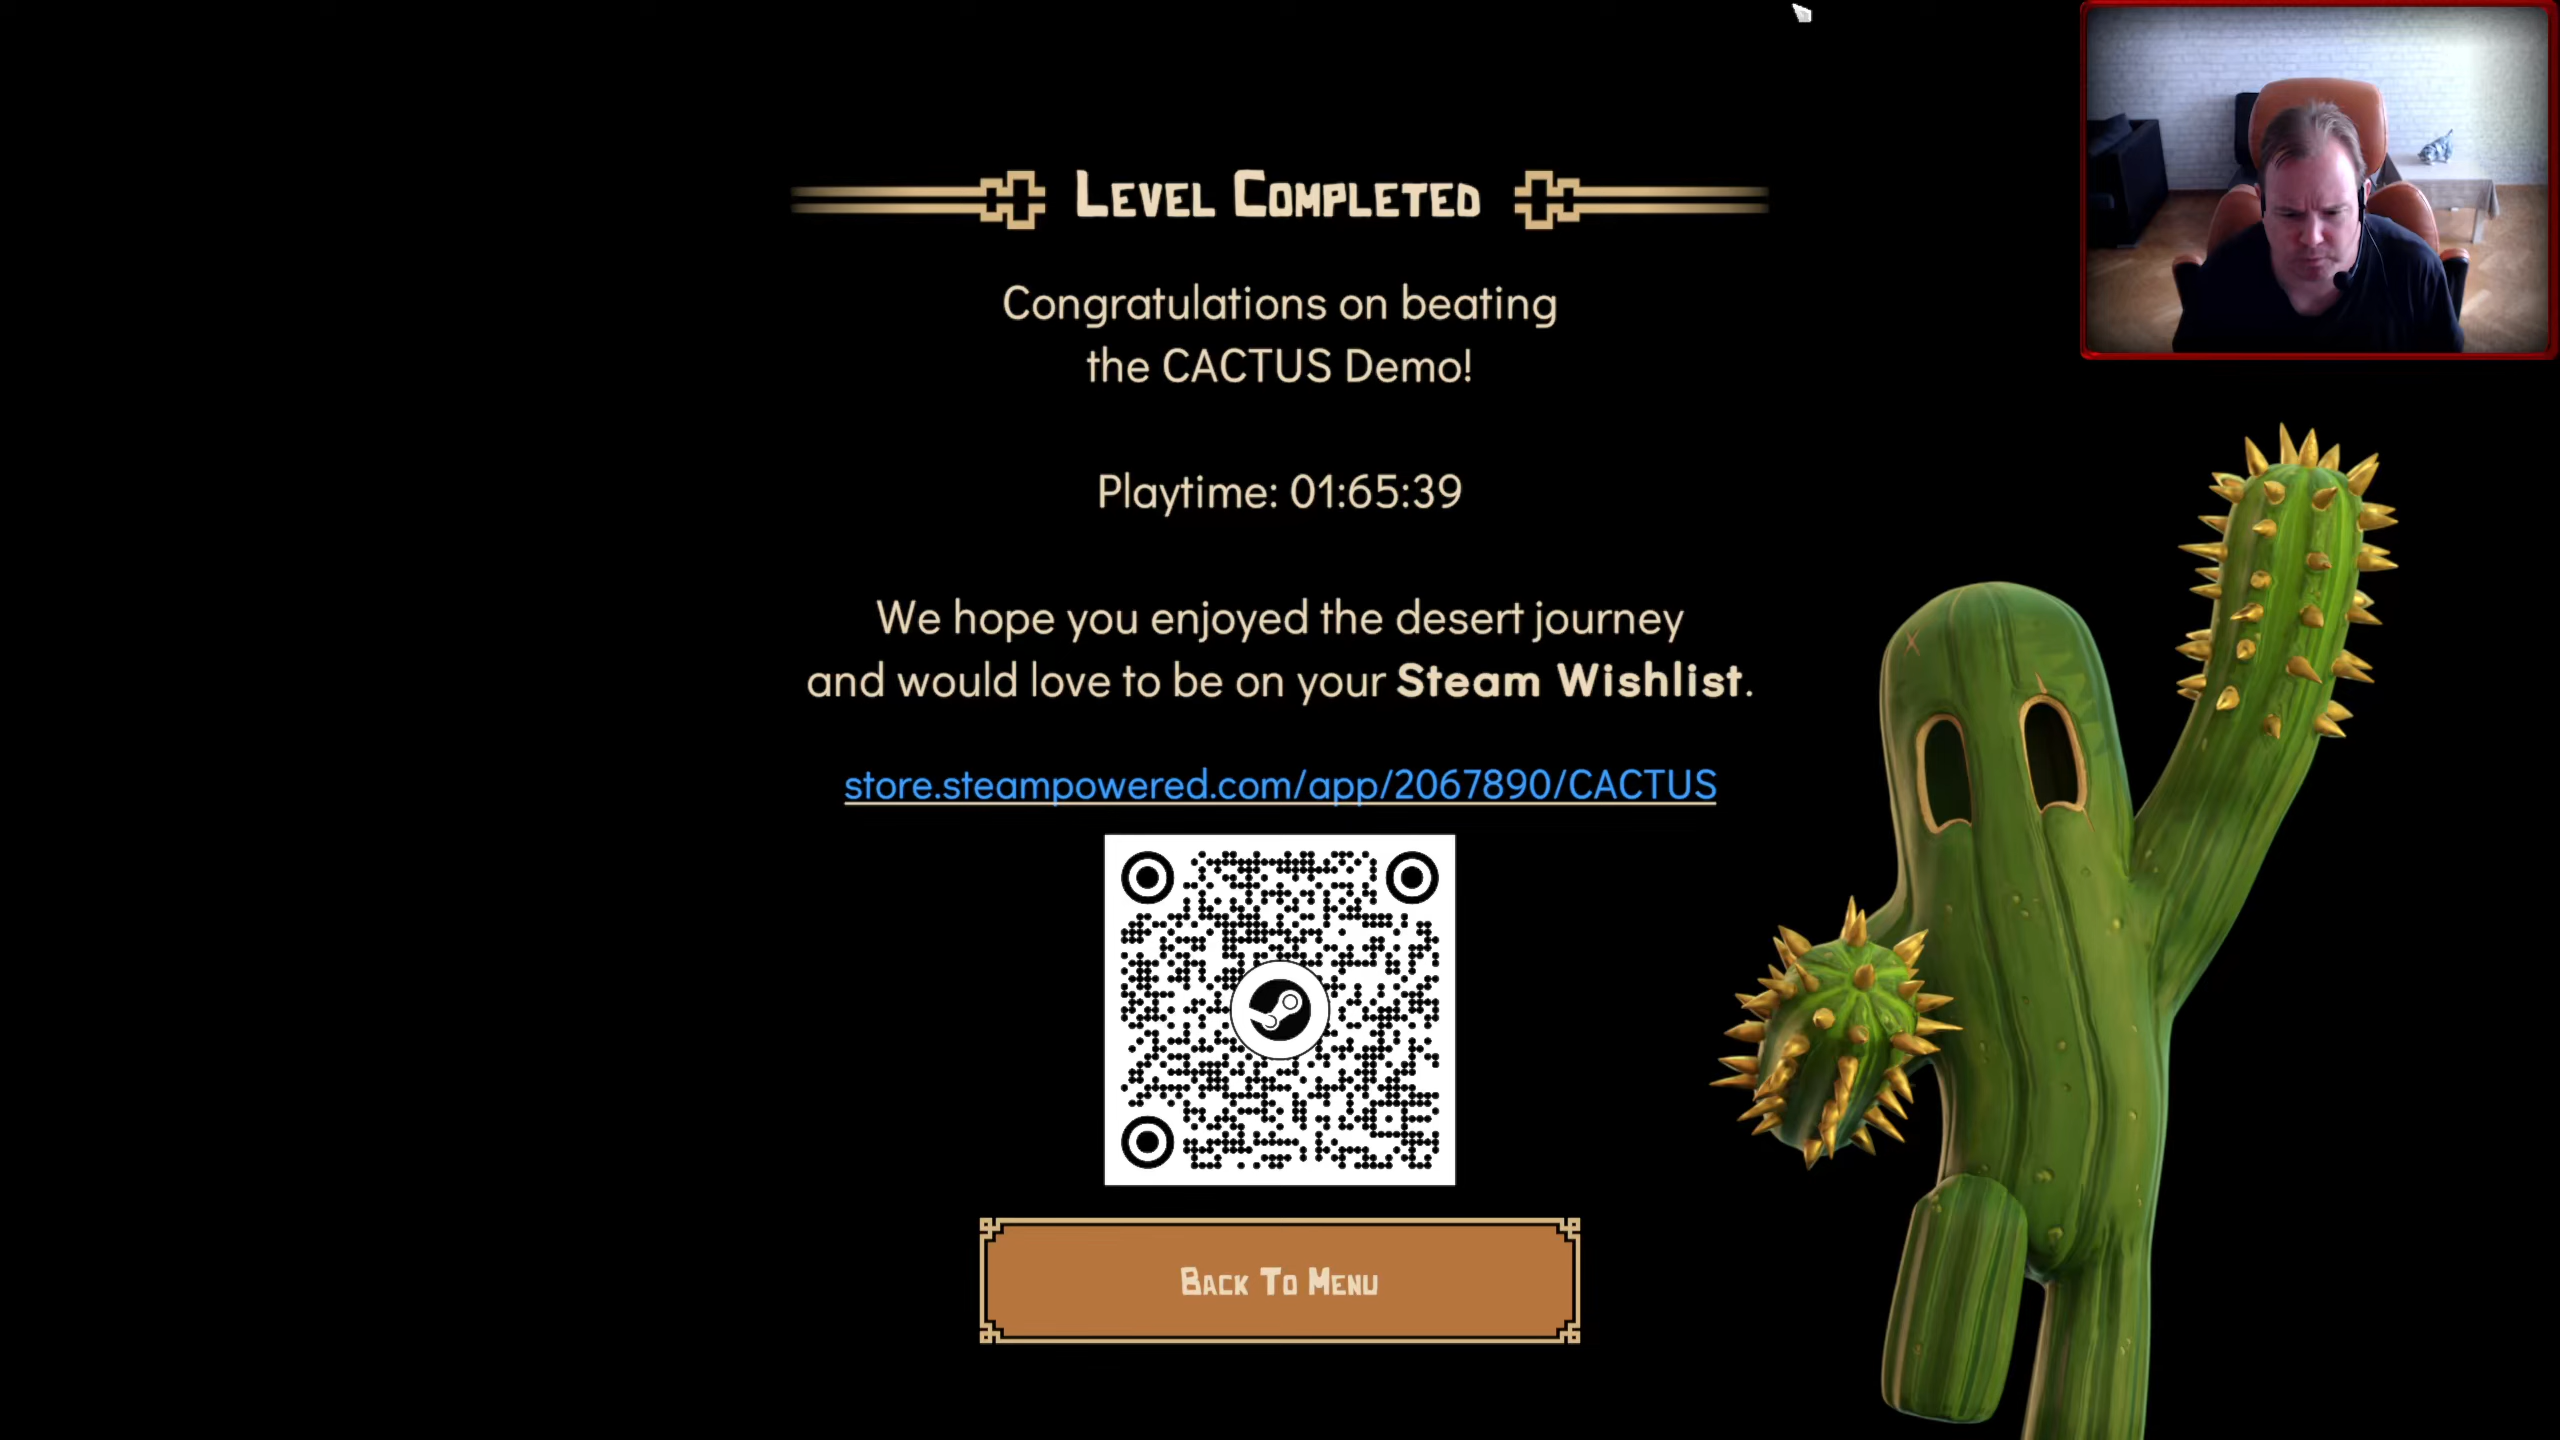 Level Completed
Congratulations on beating
the CACTUS Demo!
Playtime: 01:65:39
We hope you enjoyed the desert journey
and would love to be on your Steam Wishlist.
store.steampowered.com/app/2067890/CACTUS
Back To Menu